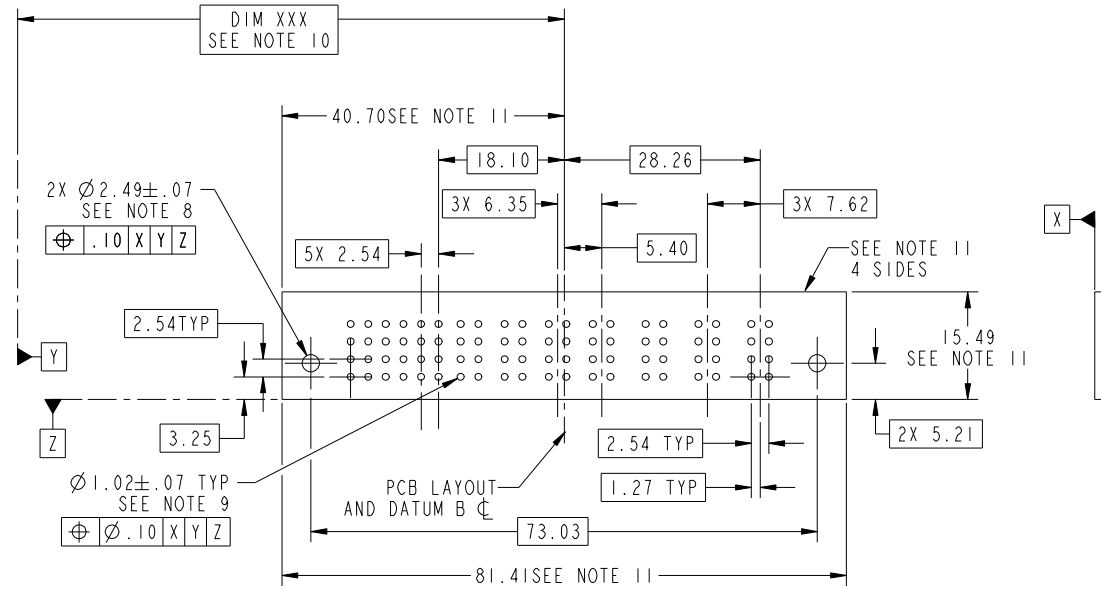 DIM XXX
SEE NOTE 10
40.70SEE NOTE 11
18.10
28.26
2X Ø2.49±.07
SEE NOTE 8
⌖ .10 X Y Z
3X 6.35
3X 7.62
X
5X 2.54
5.40
SEE NOTE 11
4 SIDES
2.54TYP
15.49
SEE NOTE 11
Y
Z
3.25
2.54 TYP
2X 5.21
Ø1.02±.07 TYP
SEE NOTE 9
⌖ Ø.10 X Y Z
PCB LAYOUT
AND DATUM B ℄
1.27 TYP
73.03
81.41SEE NOTE 11